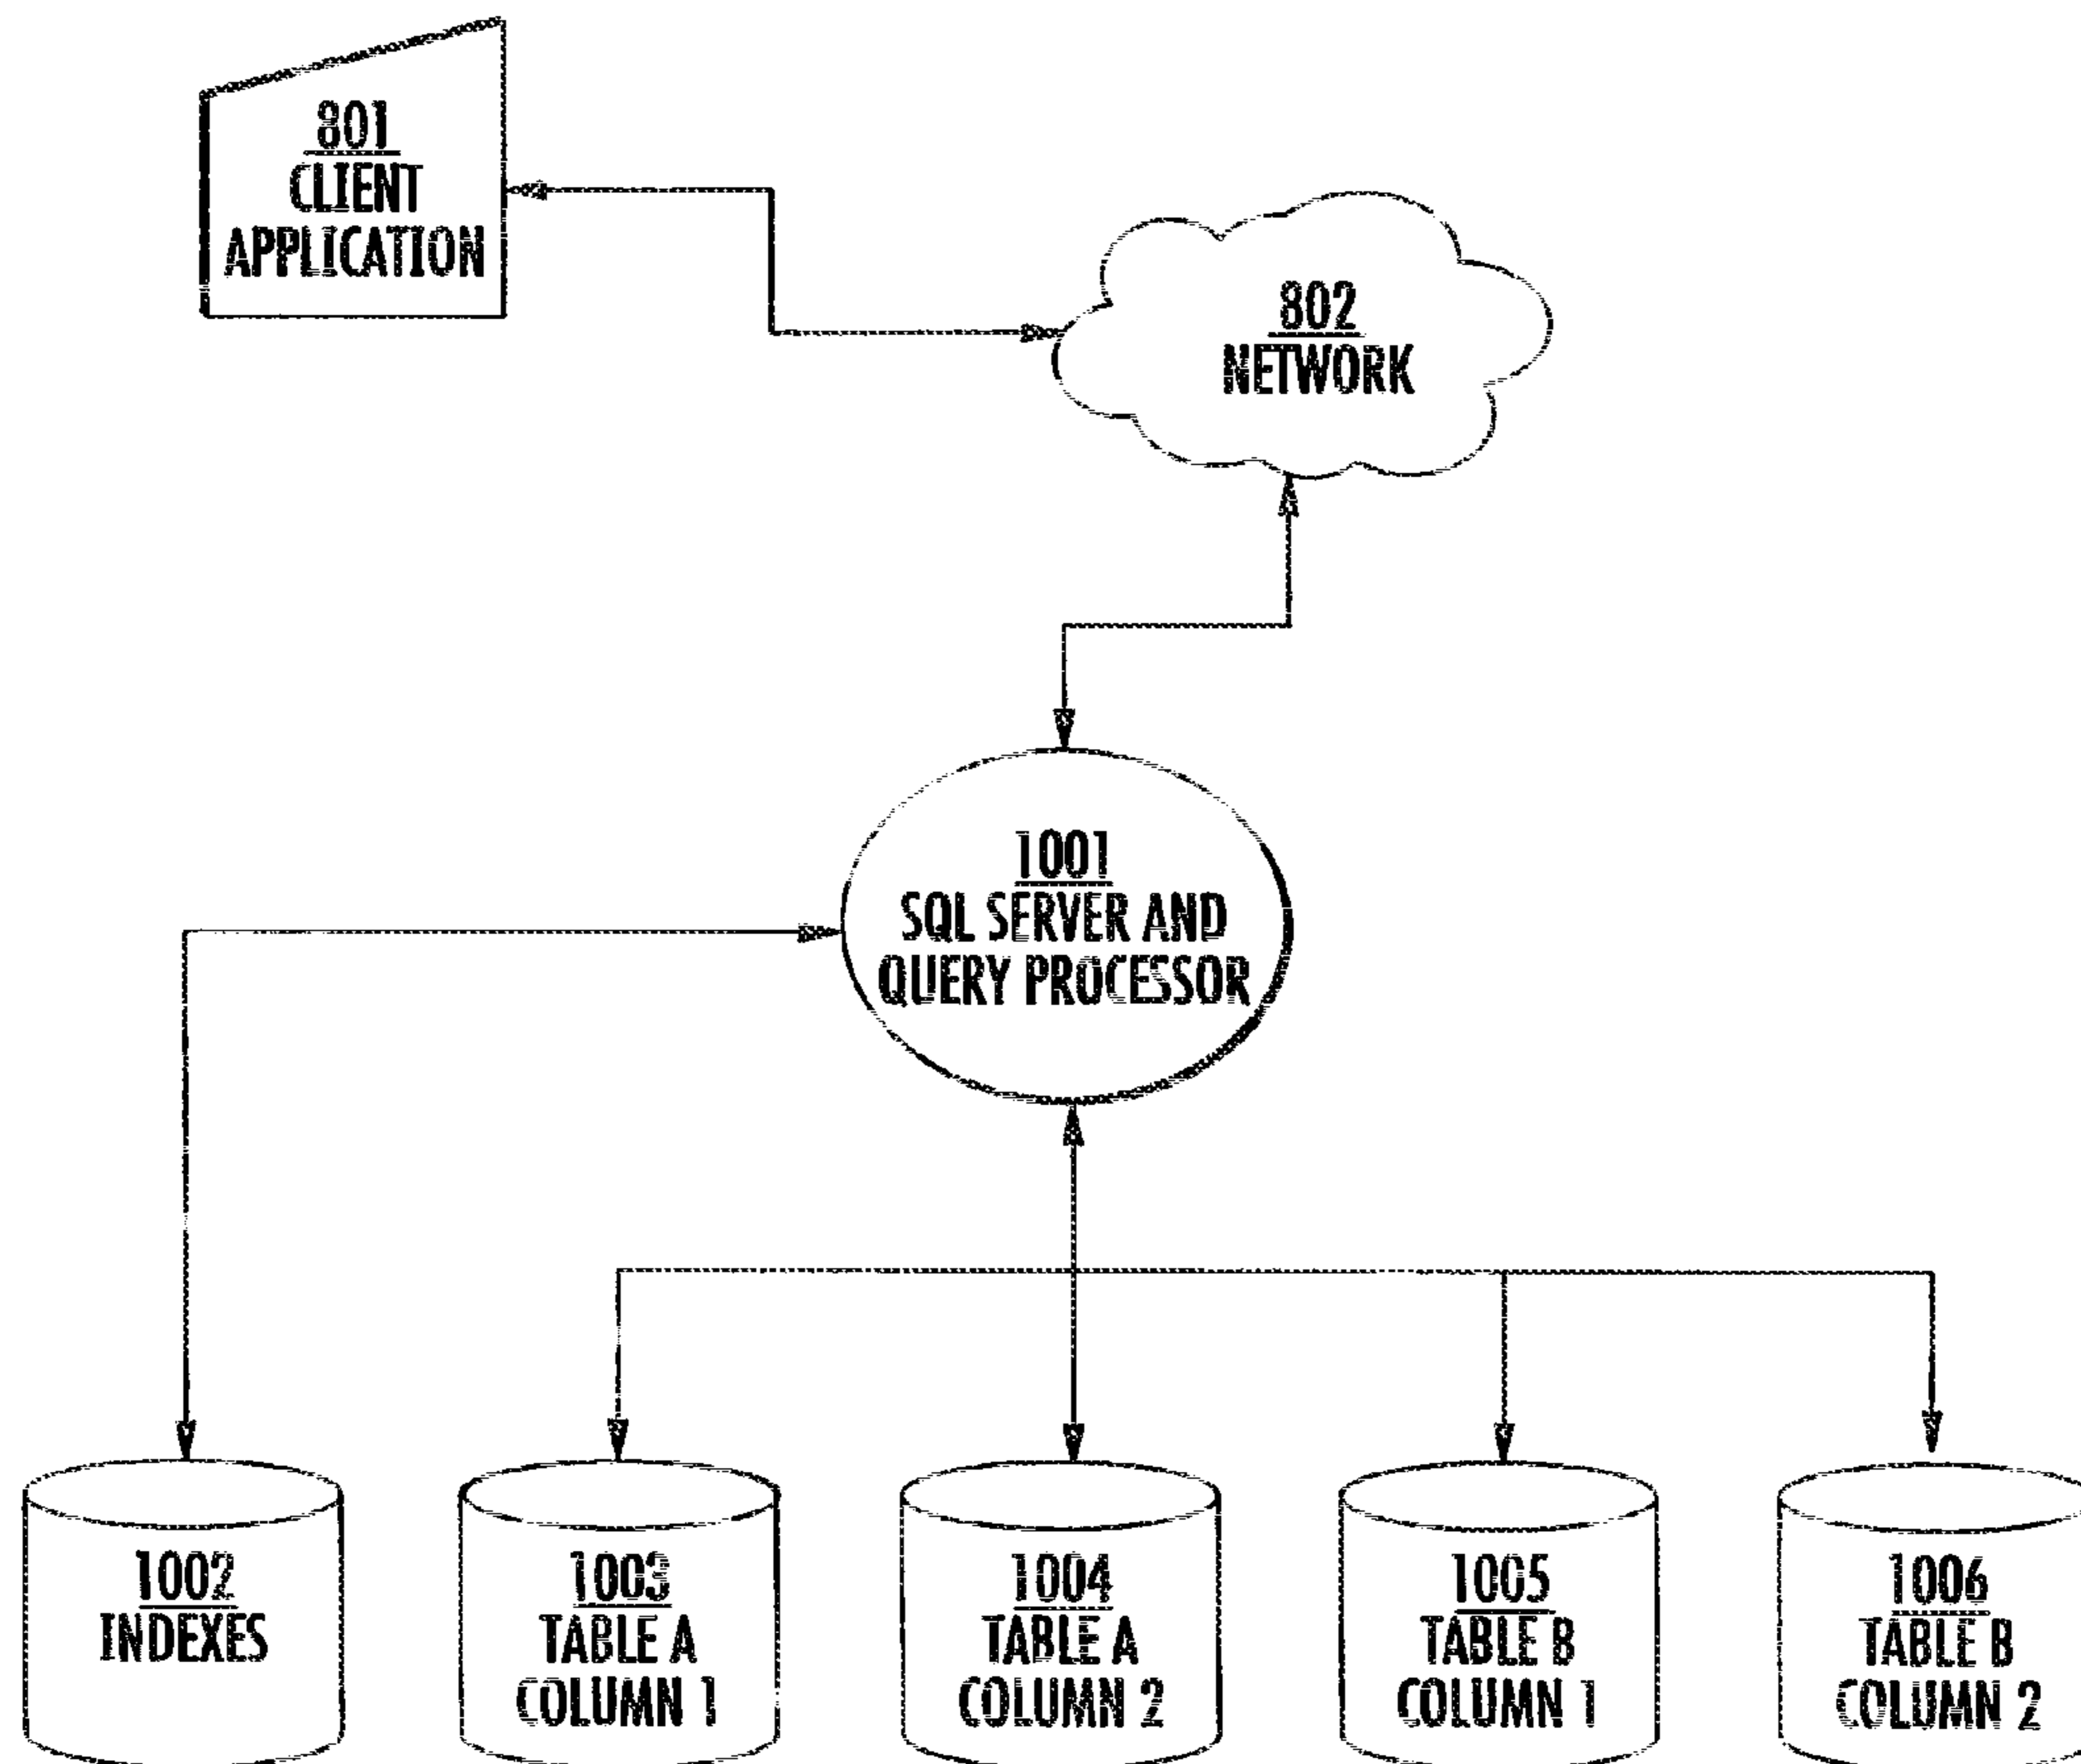 801
CLIENT
APPLICATION
802
NETWORK
1001
SQL SERVER AND
QUERY PROCESSOR
1002
INDEXES
1003
TABLE A
COLUMN 1
1004
TABLE A
COLUMN 2
1005
TABLE B
COLUMN 1
1006
TABLE B
COLUMN 2